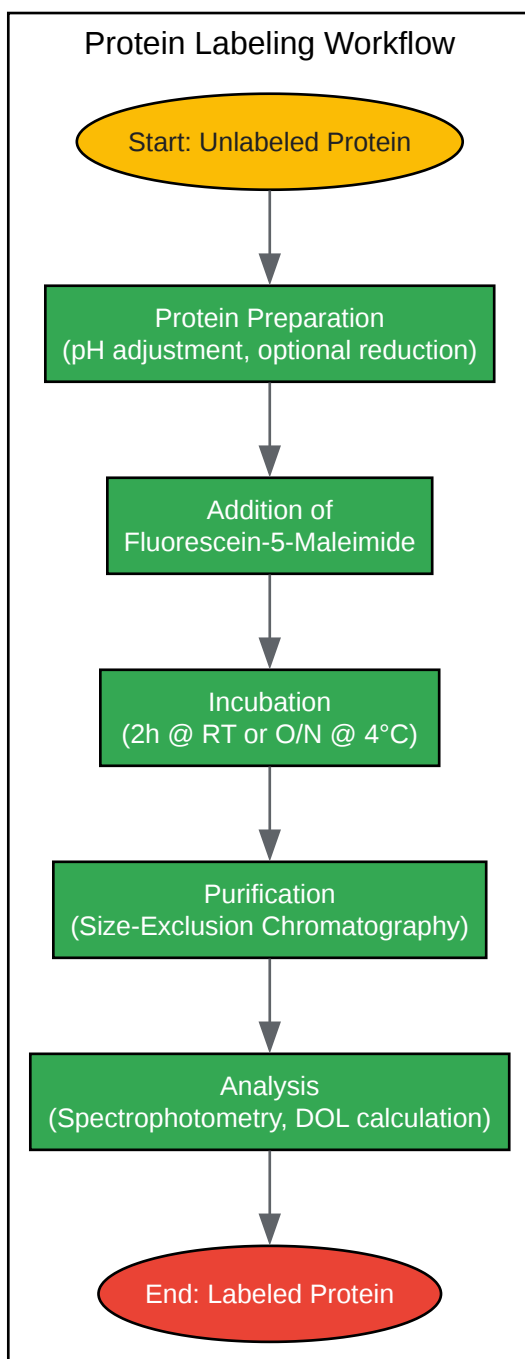 Protein Labeling Workflow
Start: Unlabeled Protein
Protein Preparation
(pH adjustment, optional reduction)
Addition of
Fluorescein-5-Maleimide
Incubation
(2h @ RT or O/N @ 4°C)
Purification
(Size-Exclusion Chromatography)
Analysis
(Spectrophotometry, DOL calculation)
End: Labeled Protein